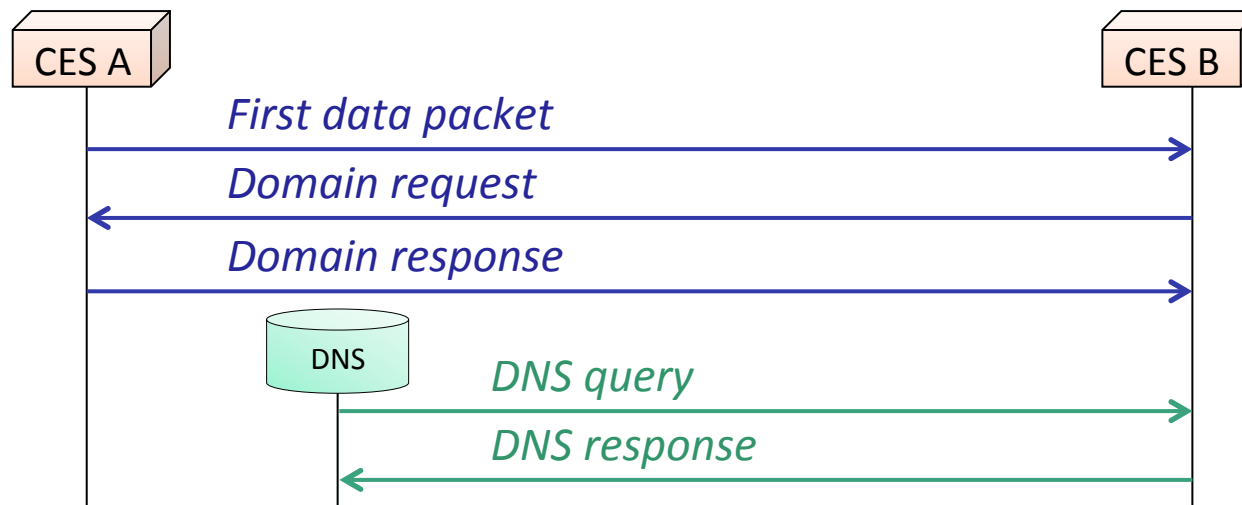 CES A
CES B
First data packet
Domain request
Domain response
DNS
DNS query
DNS response